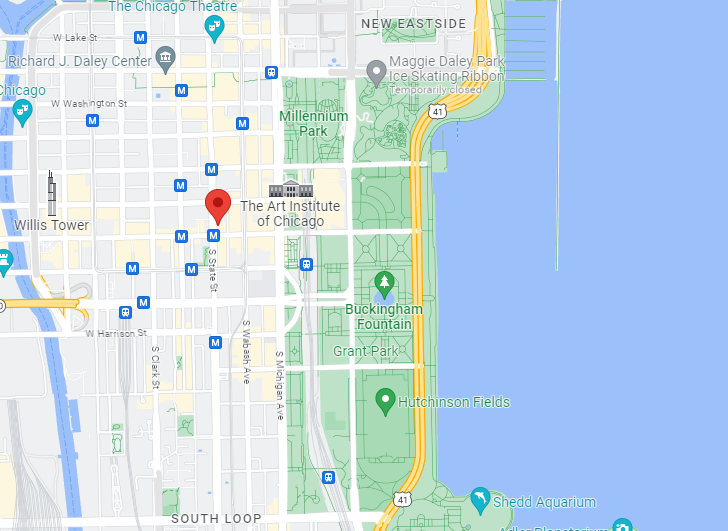 The Chicago Theatre
NEW EASTSIDE
W Lake St
Richard J. Daley Center
Maggie Daley Park
Ice Skating Ribbon
Temporarily closed
Chicago
W Washington St
M
M
M
M
41
Millennium
Park
M
M
The Art Institute
of Chicago
Willis Tower
M
M
S State St
M
M
M
Buckingham
Fountain
W Harrison St
M
Grant Park
S Clark St
S Wabash Ave
S Michigan Ave
Hutchinson Fields
41
Shedd Aquarium
SOUTH LOOP
Adler Planetarium